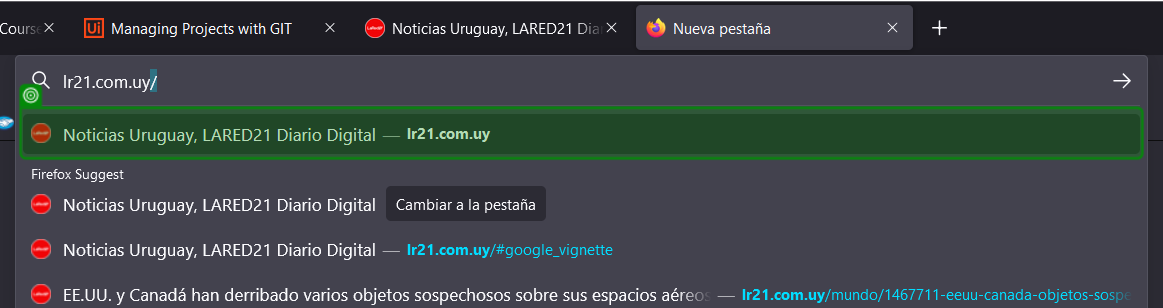 Course
Ui Managing Projects with GIT
Noticias Uruguay, LARED21 Dia
Nueva pestaña
lr21.com.uy/
Noticias Uruguay, LARED21 Diario Digital — lr21.com.uy
Firefox Suggest
Noticias Uruguay, LARED21 Diario Digital Cambiar a la pestaña
Noticias Uruguay, LARED21 Diario Digital — lr21.com.uy/#google_vignette
EE.UU. y Canadá han derribado varios objetos sospechosos sobre sus espacios aéreos — lr21.com.uy/mundo/1467711-eeuu-canada-objetos-sospe